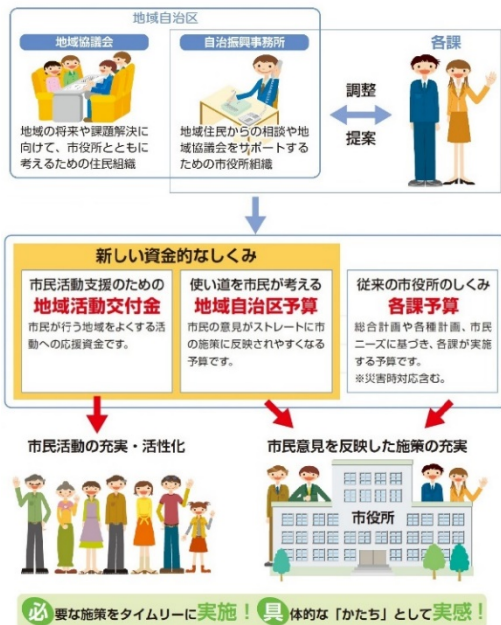 地域自治区
地域協議会
地域の将来や課題解決に
向けて、市役所とともに
考えるための住民組織
自治振興事務所
地域住民からの相談や地
域協議会をサポートする
ための市役所組織
調整
提案
各課
新しい資金的なしくみ
市民活動支援のための
地域活動交付金
市民が行う地域をよくする活
動への応援資金です。
使い道を市民が考える
地域自治区予算
市民の意見がストレートに市
の施策に反映されやすくなる
予算です。
従来の市役所のしくみ
各課予算
総合計画や各種計画、市民
ニーズに基づき、各課が実施
する予算です。
※災害時対応含む。
市民活動の充実・活性化
市民意見を反映した施策の充実
市役所
必要な施策をタイムリーに実施！具体的な「かたち」として実感！